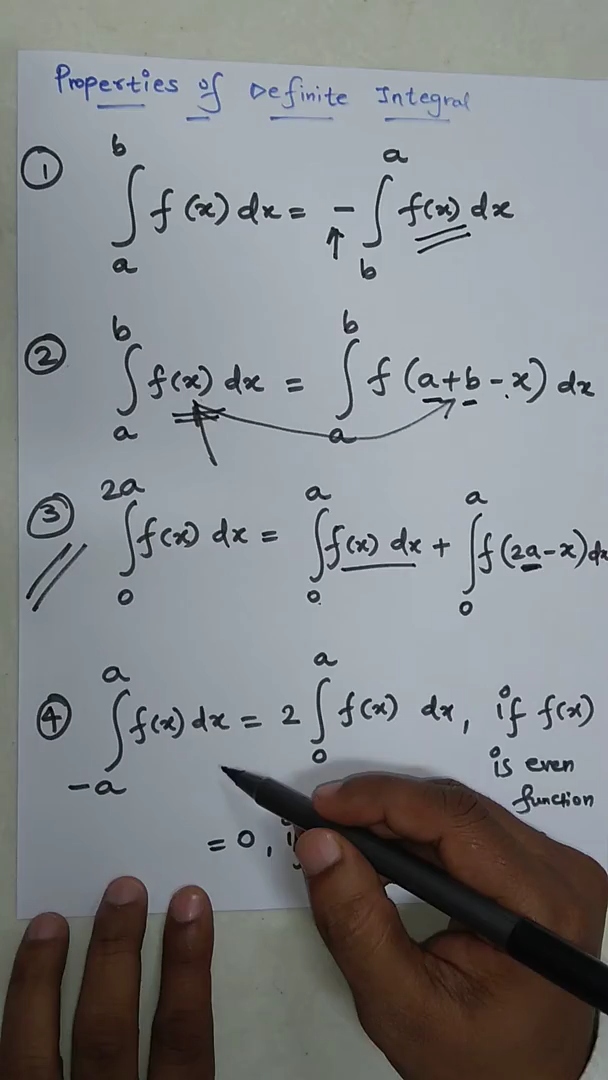 Properties of Definite Integral
① ∫_a^b f(x) dx = - ∫_b^a f(x) dx
② ∫_a^b f(x) dx = ∫_a^b f(a+b-x) dx
③ ∫_0^{2a} f(x) dx = ∫_0^a f(x) dx + ∫_0^a f(2a-x) dx
④ ∫_{-a}^a f(x) dx = 2 ∫_0^a f(x) dx, if f(x)
is even
function
= 0,